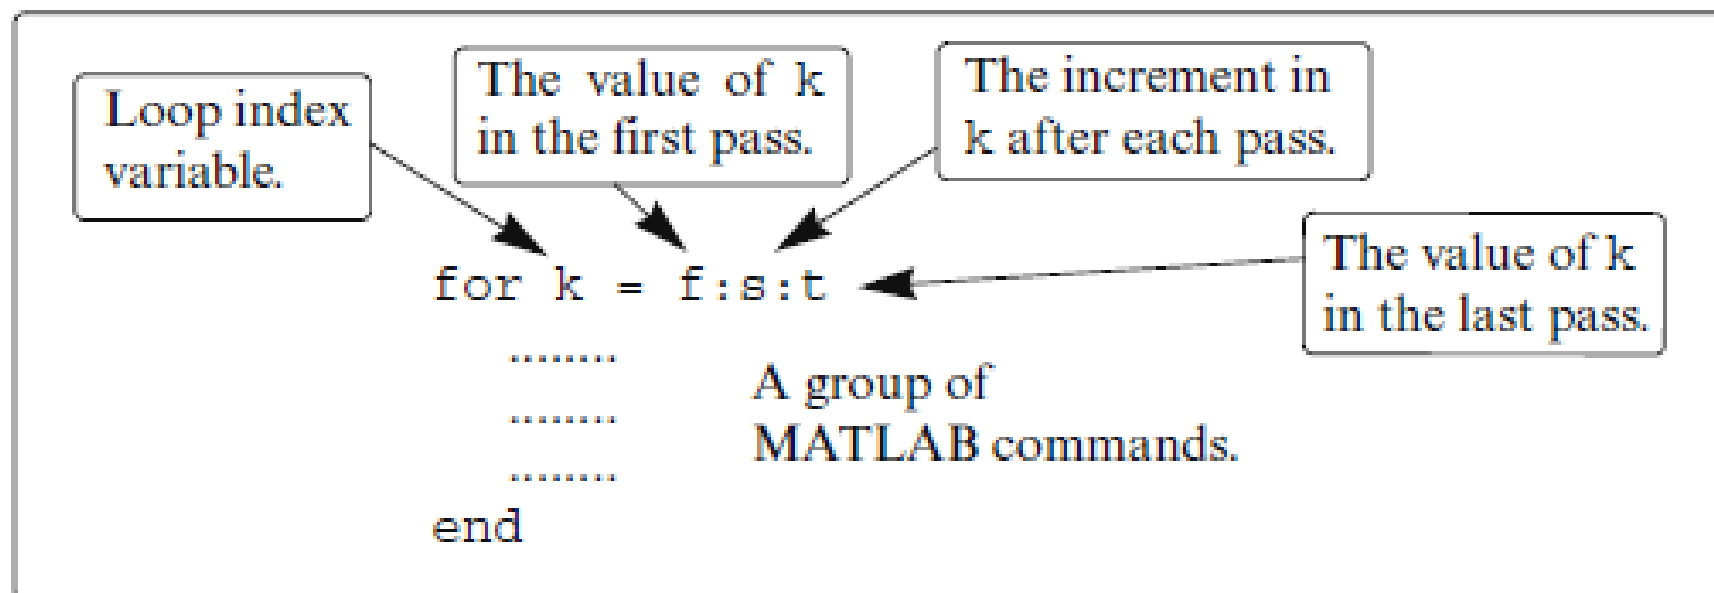 Loop index
variable.
The value of k
in the first pass.
The increment in
k after each pass.
for k = f:s:t
The value of k
in the last pass.
........
A group of
........
MATLAB commands.
........
end